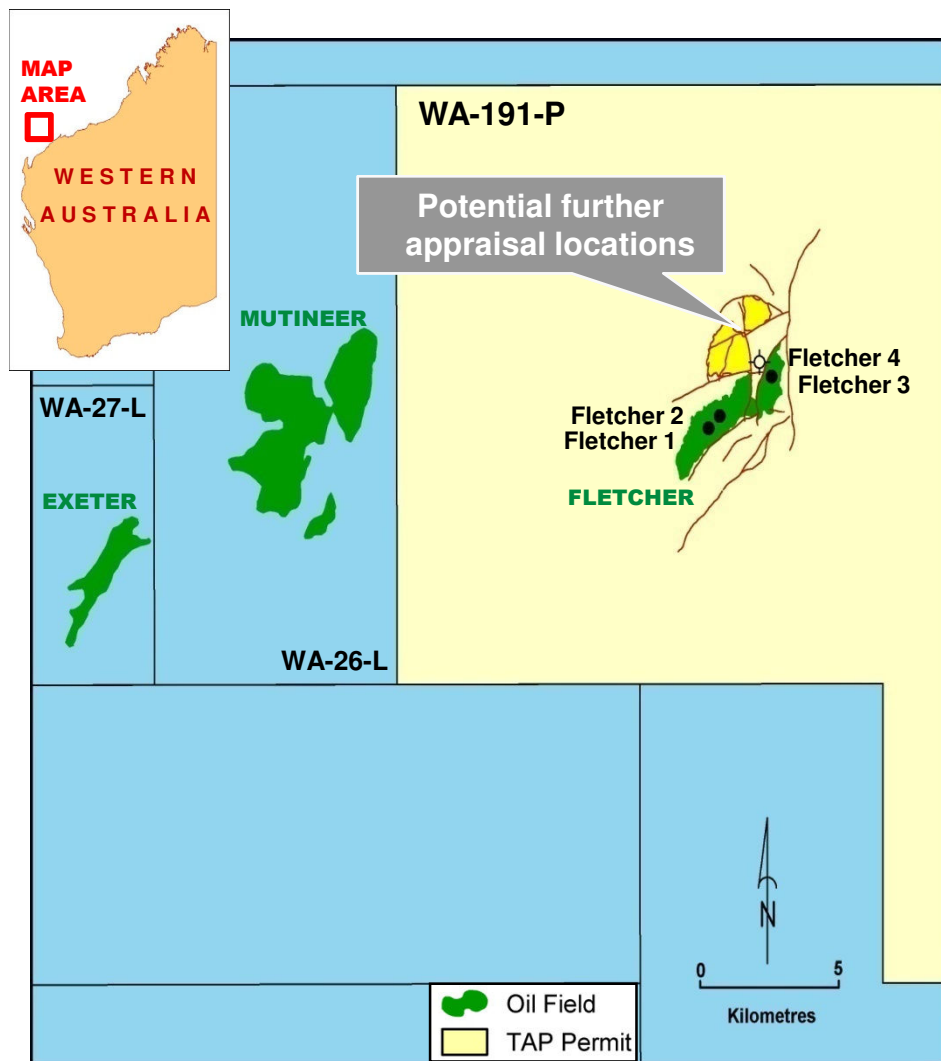 MAP
AREA
WESTERN
AUSTRALIA
WA-191-P
Potential further
appraisal locations
MUTINEER
Fletcher 4
Fletcher 3
WA-27-L
Fletcher 2
Fletcher 1
EXETER
FLETCHER
WA-26-L
N
0 5
Kilometres
Oil Field
TAP Permit